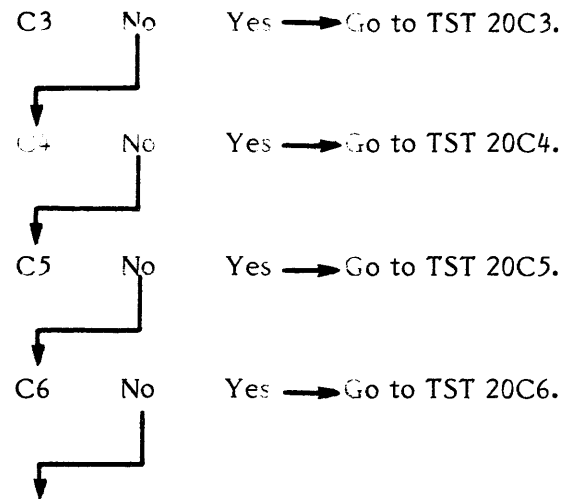 C3 No Yes Go to TST 20C3.
C4 No Yes Go to TST 20C4.
C5 No Yes Go to TST 20C5.
C6 No Yes Go to TST 20C6.